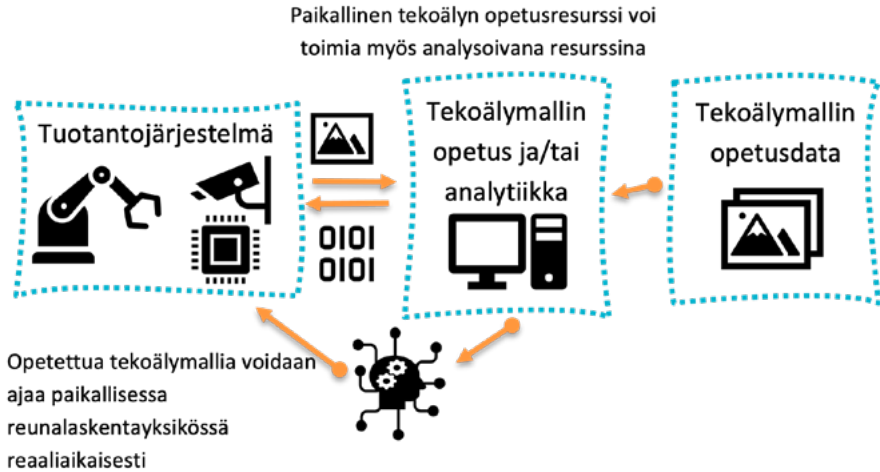 Paikallinen tekoälyn opetusresurssi voi
toimia myös analysoivana resurssina
Tuotantojärjestelmä
Tekoälymallin
opetus ja/tai
analytiikka
Tekoälymallin
opetusdata
0101
0101
Opetettua tekoälymallia voidaan
ajaa paikallisessa
reunalaskentayksikössä
reaaliaikaisesti